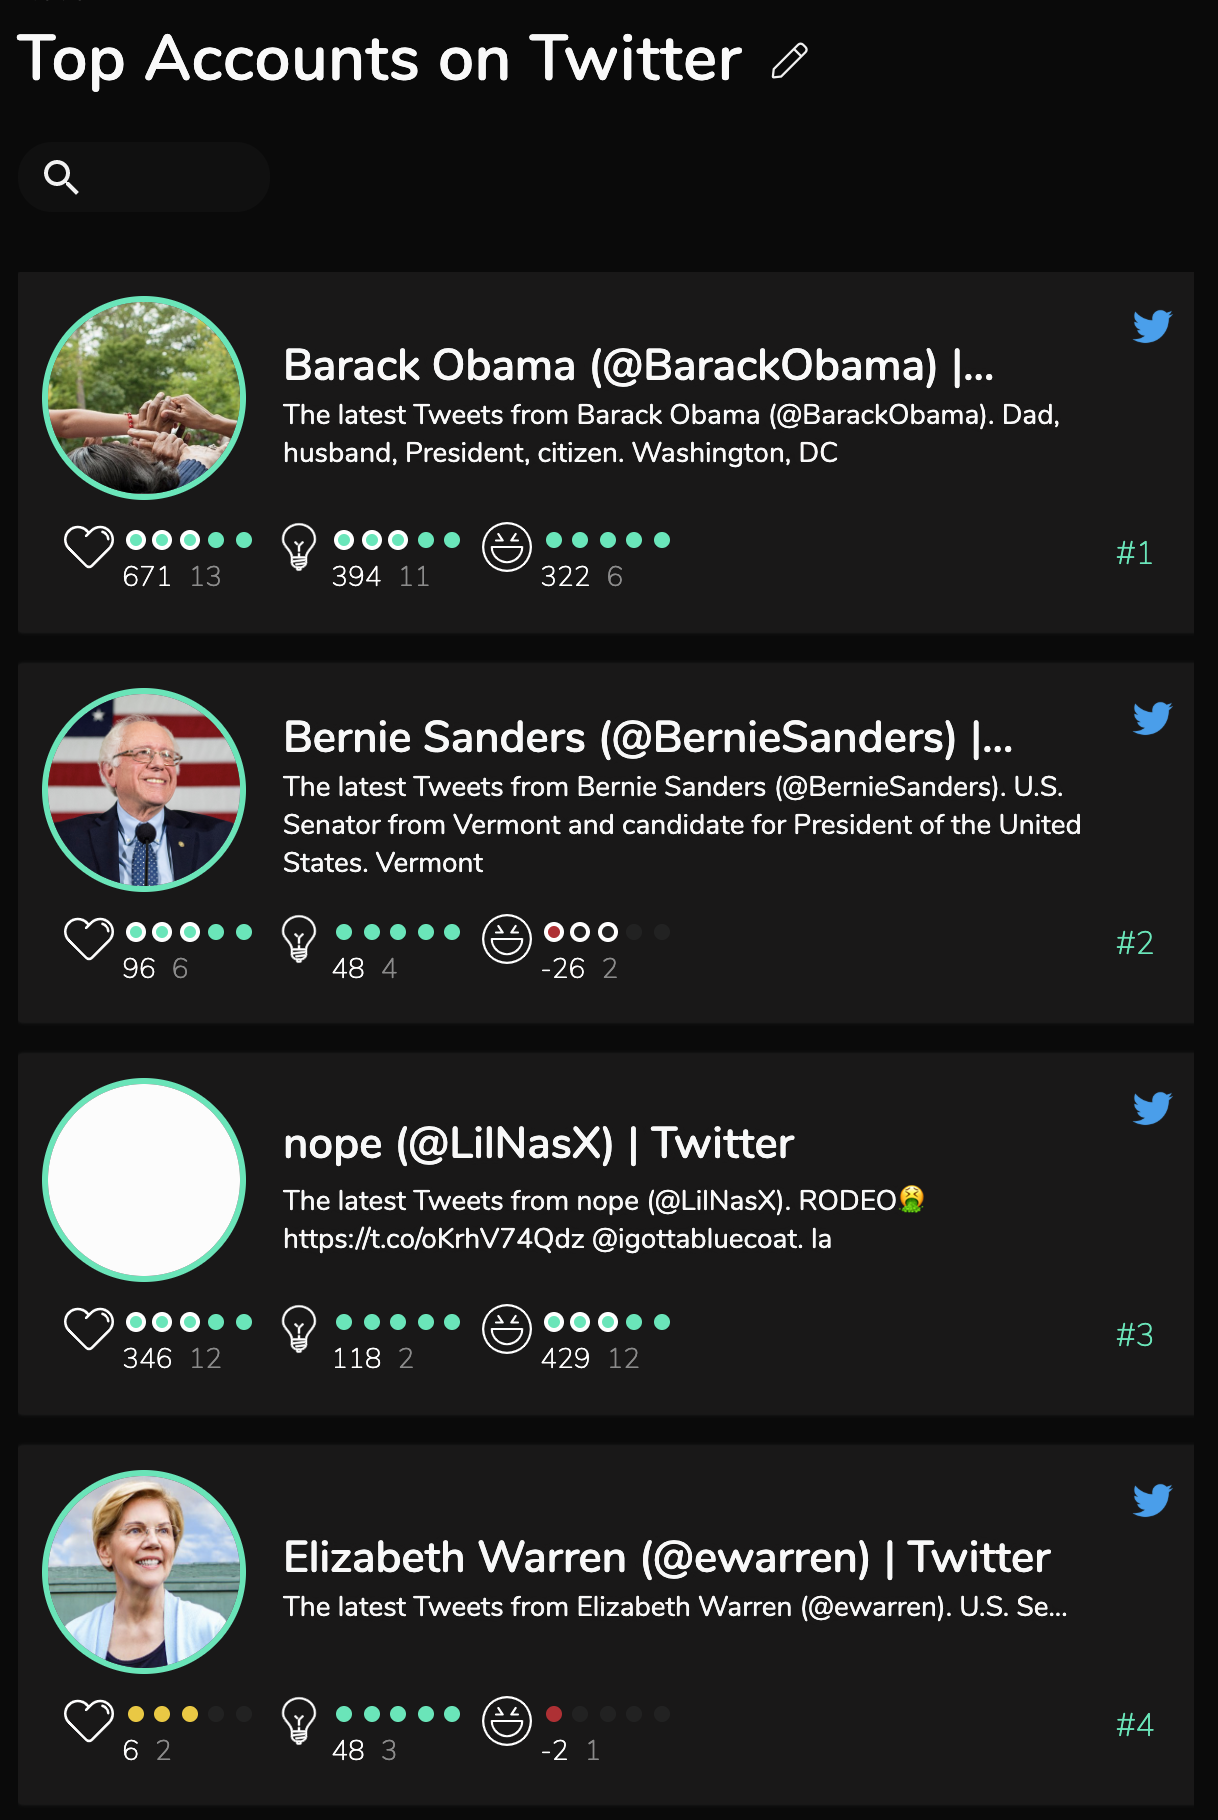 Top Accounts on Twitter
Barack Obama (@BarackObama) |...
The latest Tweets from Barack Obama (@BarackObama). Dad,
husband, President, citizen. Washington, DC
671 13 394 11 322 6
#1
Bernie Sanders (@BernieSanders) |...
The latest Tweets from Bernie Sanders (@BernieSanders). U.S.
Senator from Vermont and candidate for President of the United
States. Vermont
96 6 48 4 -26 2
#2
nope (@LilNasX) | Twitter
The latest Tweets from nope (@LilNasX). RODEO🤮
https://t.co/oKrhV74Qdz @igottabluecoat. la
346 12 118 2 429 12
#3
Elizabeth Warren (@ewarren) | Twitter
The latest Tweets from Elizabeth Warren (@ewarren). U.S. Se...
6 2 48 3 -2 1
#4